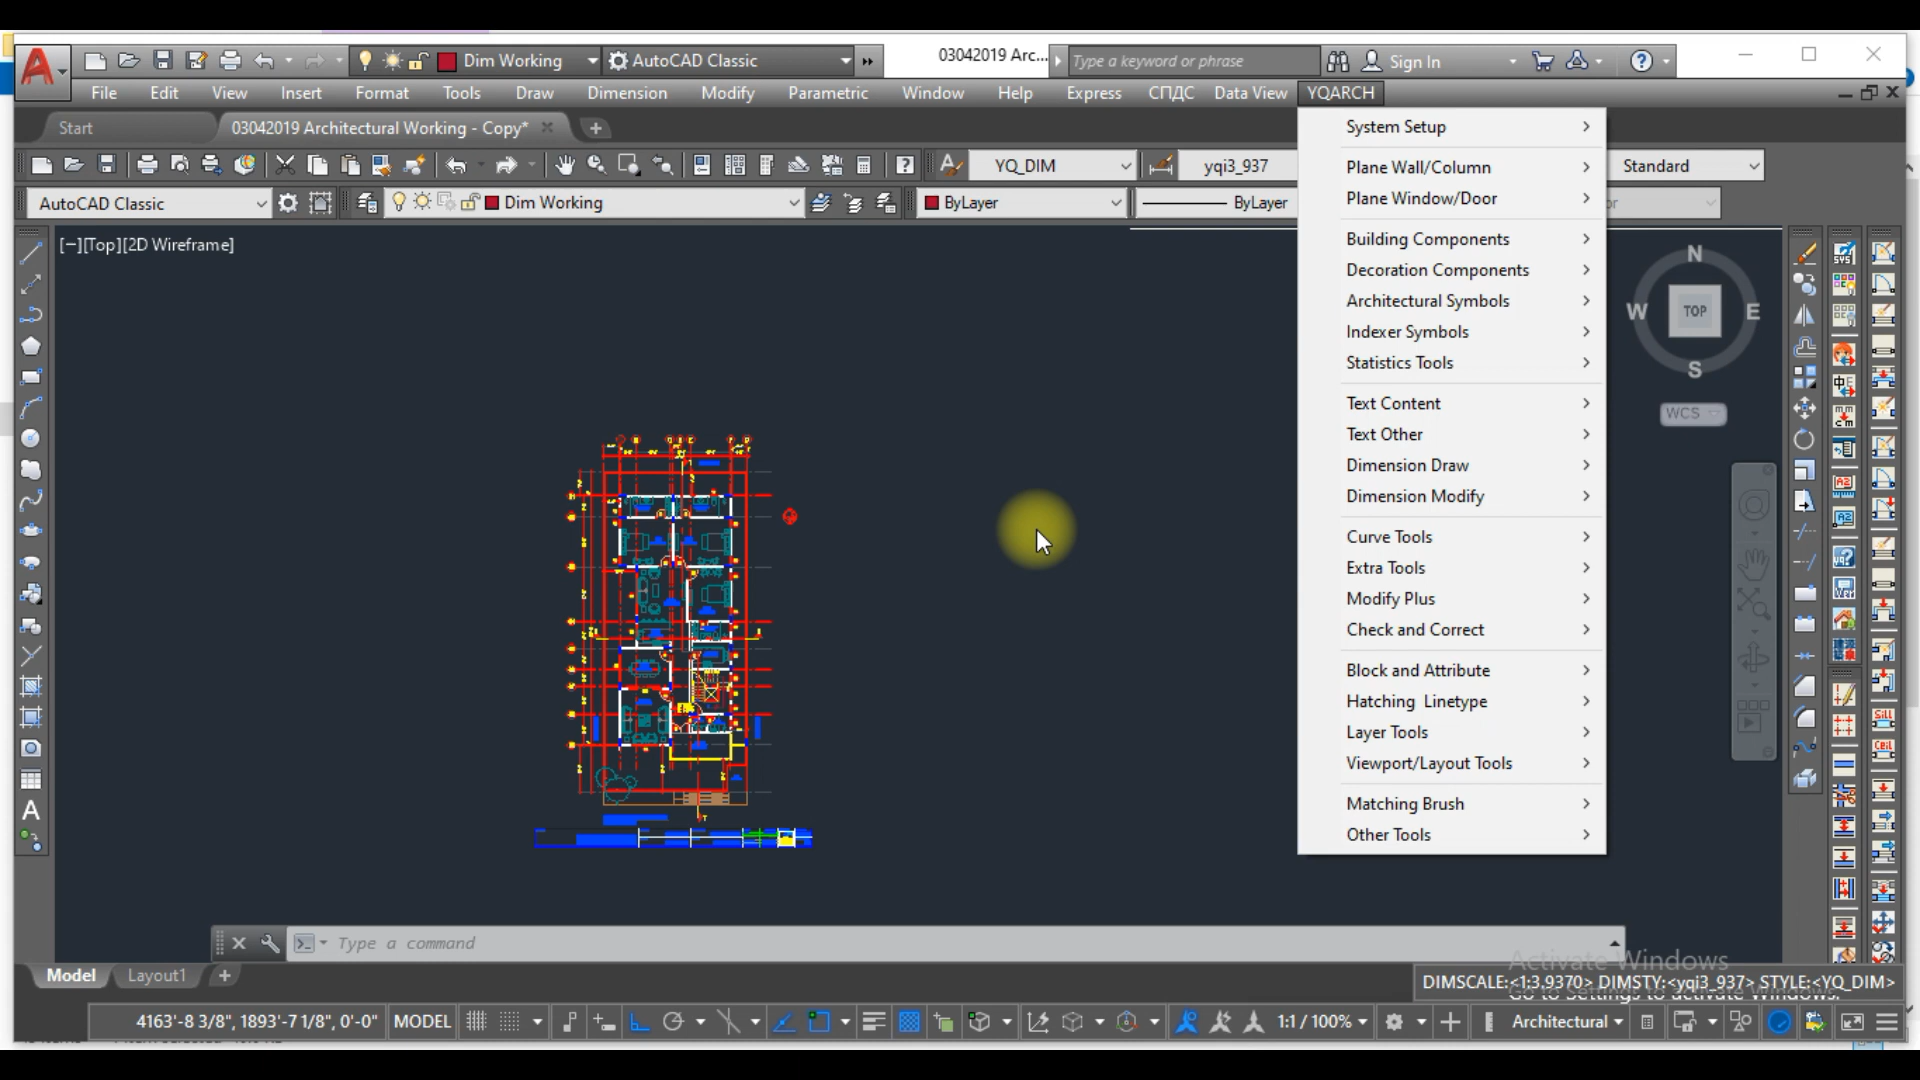 Dim Working
AutoCAD Classic
03042019 Arc...
Type a keyword or phrase
Sign In
File Edit View Insert Format Tools Draw Dimension Modify Parametric Window Help Express СПДС Data View YQARCH
Start
03042019 Architectural Working - Copy*
YQ_DIM
yqi3_937
Standard
AutoCAD Classic
Dim Working
ByLayer
ByLayer
[−][Top][2D Wireframe]
System Setup
Plane Wall/Column
Plane Window/Door
Building Components
Decoration Components
Architectural Symbols
Indexer Symbols
Statistics Tools
Text Content
Text Other
Dimension Draw
Dimension Modify
Curve Tools
Extra Tools
Modify Plus
Check and Correct
Block and Attribute
Hatching Linetype
Layer Tools
Viewport/Layout Tools
Matching Brush
Other Tools
N
W TOP E
S
WCS
Type a command
Activate Windows
Model Layout1
DIMSCALE:<1:3.9370> DIMSTY:<yqi3_937> STYLE:<YQ_DIM>
Go to Settings to activate Windows.
4163'-8 3/8", 1893'-7 1/8", 0'-0" MODEL 1:1 / 100% Architectural